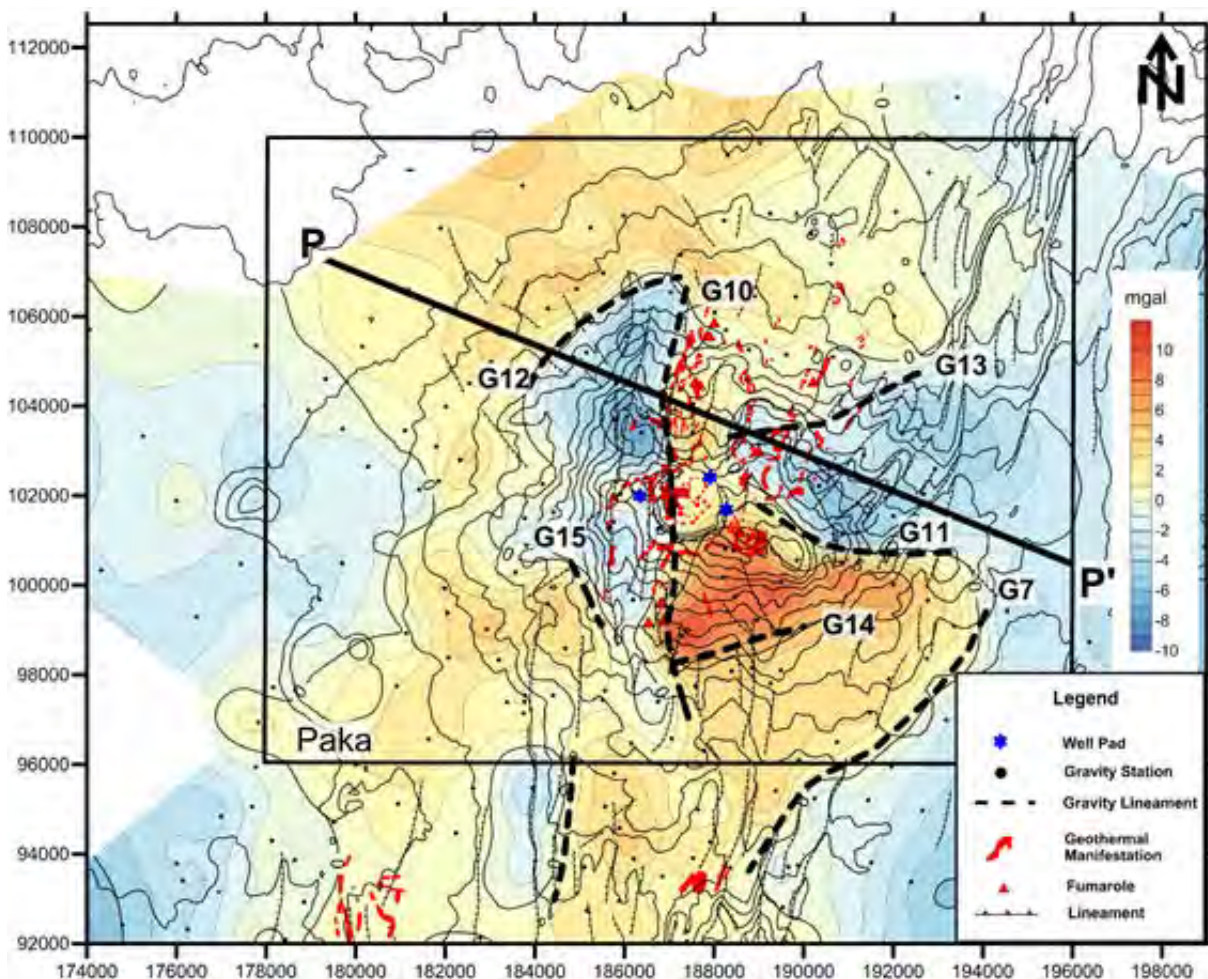 112000
N
110000
108000
P
mgal
106000
G10
10
G12
G13
8
6
104000
4
2
0
102000
-2
-4
G15
G11
-6
-8
100000
P'
G7
-10
G14
98000
Legend
Paka
Well Pad
96000
Gravity Station
Gravity Lineament
94000
Geothermal
Manifestation
Fumarole
Lineament
92000
174000 176000 178000 180000 182000 184000 186000 188000 190000 192000 194000 196000 198000